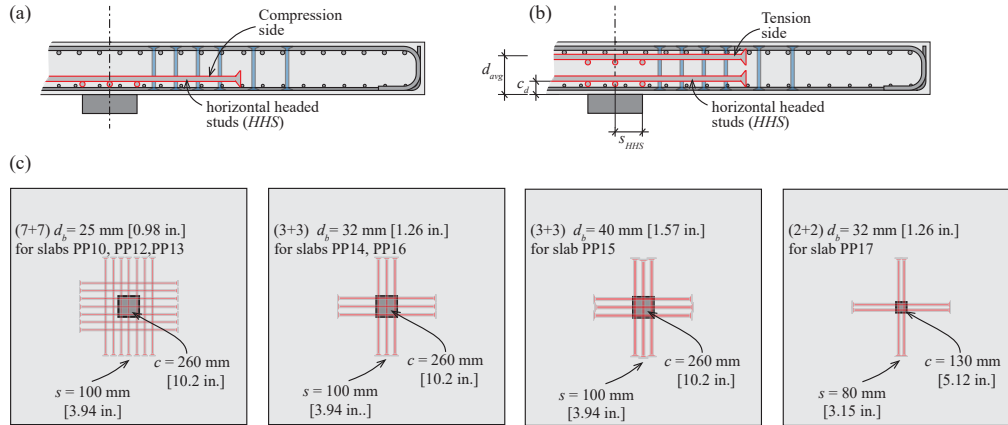 (a)
Compression
side
horizontal headed
studs (HHS)
(b)
Tension
side
d_avg
c_d
horizontal headed
studs (HHS)
s_HHS
(c)
(7+7) d_b = 25 mm [0.98 in.]
for slabs PP10, PP12,PP13
c = 260 mm
[10.2 in.]
s = 100 mm
[3.94 in.]
(3+3) d_b = 32 mm [1.26 in.]
for slabs PP14, PP16
c = 260 mm
[10.2 in.]
s = 100 mm
[3.94 in..]
(3+3) d_b = 40 mm [1.57 in.]
for slab PP15
c = 260 mm
[10.2 in.]
s = 100 mm
[3.94 in.]
(2+2) d_b = 32 mm [1.26 in.]
for slab PP17
c = 130 mm
[5.12 in.]
s = 80 mm
[3.15 in.]